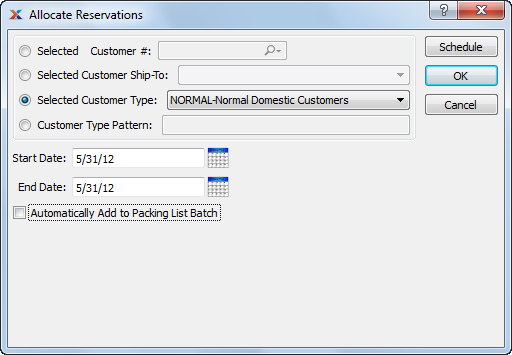 Allocate Reservations
Selected Customer #:
Schedule
Selected Customer Ship-To:
OK
Selected Customer Type: NORMAL-Normal Domestic Customers
Cancel
Customer Type Pattern:
Start Date: 5/31/12
End Date: 5/31/12
Automatically Add to Packing List Batch